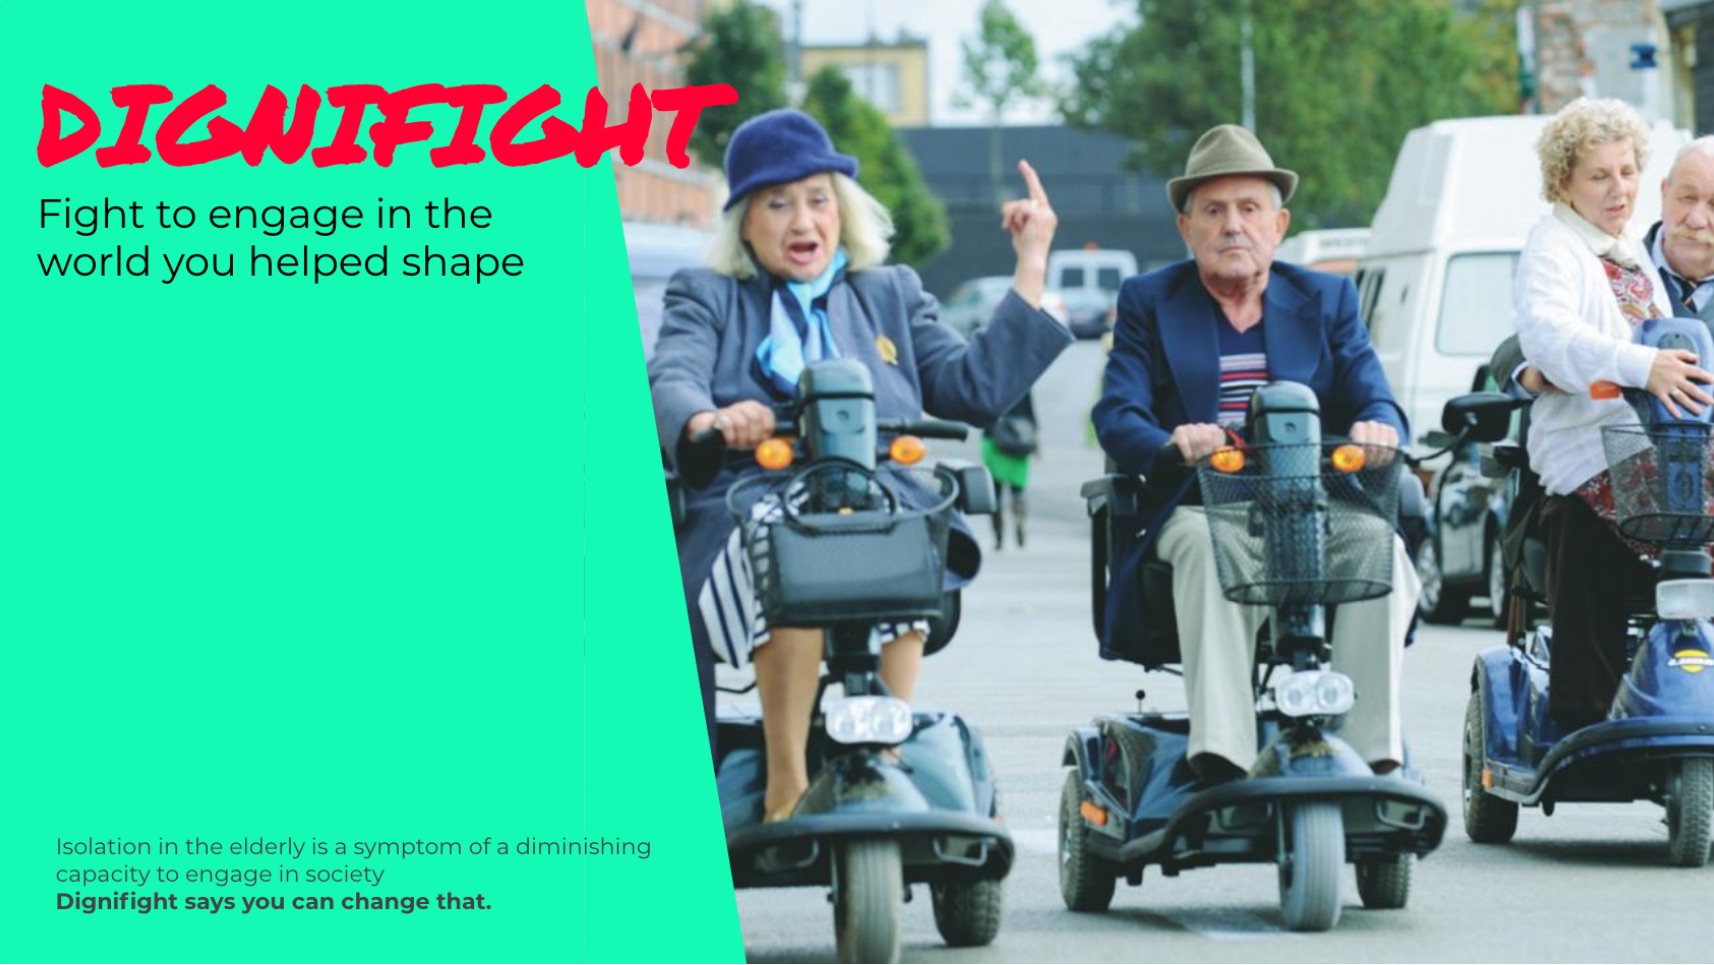 DIGNIFIGHT
Fight to engage in the
world you helped shape
Isolation in the elderly is a symptom of a diminishing
capacity to engage in society
Dignifight says you can change that.